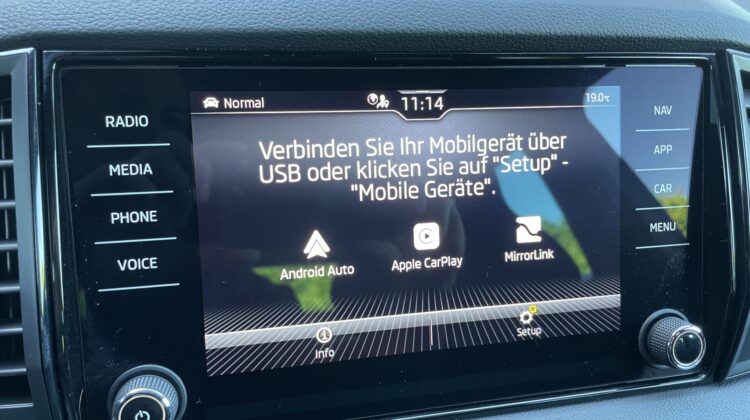 Normal
11:14
19.0°C
RADIO
MEDIA
PHONE
VOICE
Verbinden Sie Ihr Mobilgerät über
USB oder klicken Sie auf "Setup" -
"Mobile Geräte".
Android Auto
Apple CarPlay
MirrorLink
Info
Setup
NAV
APP
CAR
MENU